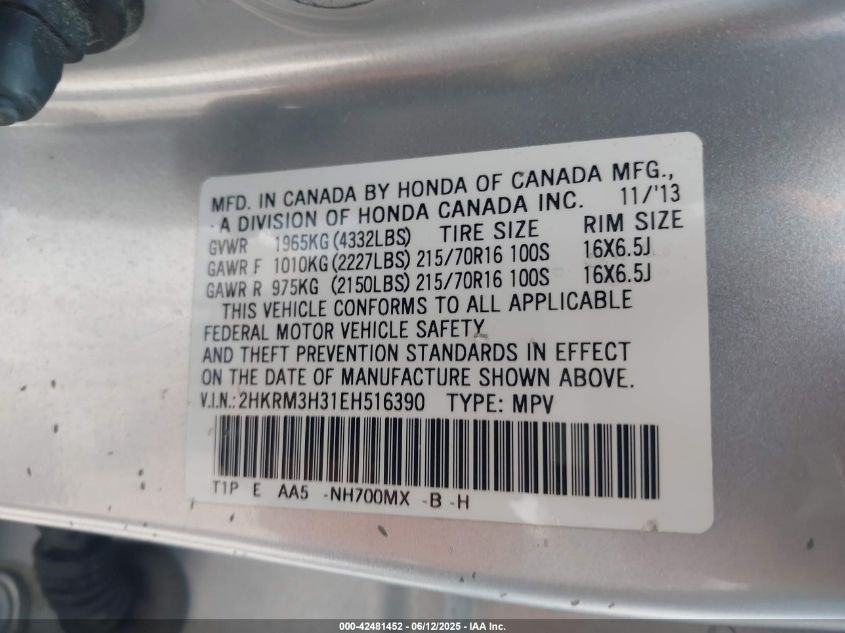 MFD. IN CANADA BY HONDA OF CANADA MFG.,
A DIVISION OF HONDA CANADA INC. 11/'13
GVWR 1965KG (4332LBS) TIRE SIZE RIM SIZE
GAWR F 1010KG (2227LBS) 215/70R16 100S 16X6.5J
GAWR R 975KG (2150LBS) 215/70R16 100S 16X6.5J
THIS VEHICLE CONFORMS TO ALL APPLICABLE
FEDERAL MOTOR VEHICLE SAFETY
AND THEFT PREVENTION STANDARDS IN EFFECT
ON THE DATE OF MANUFACTURE SHOWN ABOVE.
V.I.N.: 2HKRM3H31EH516390 TYPE: MPV
T1P E AA5 -NH700MX -B -H
000-42481452 - 06/12/2025 - IAA Inc.